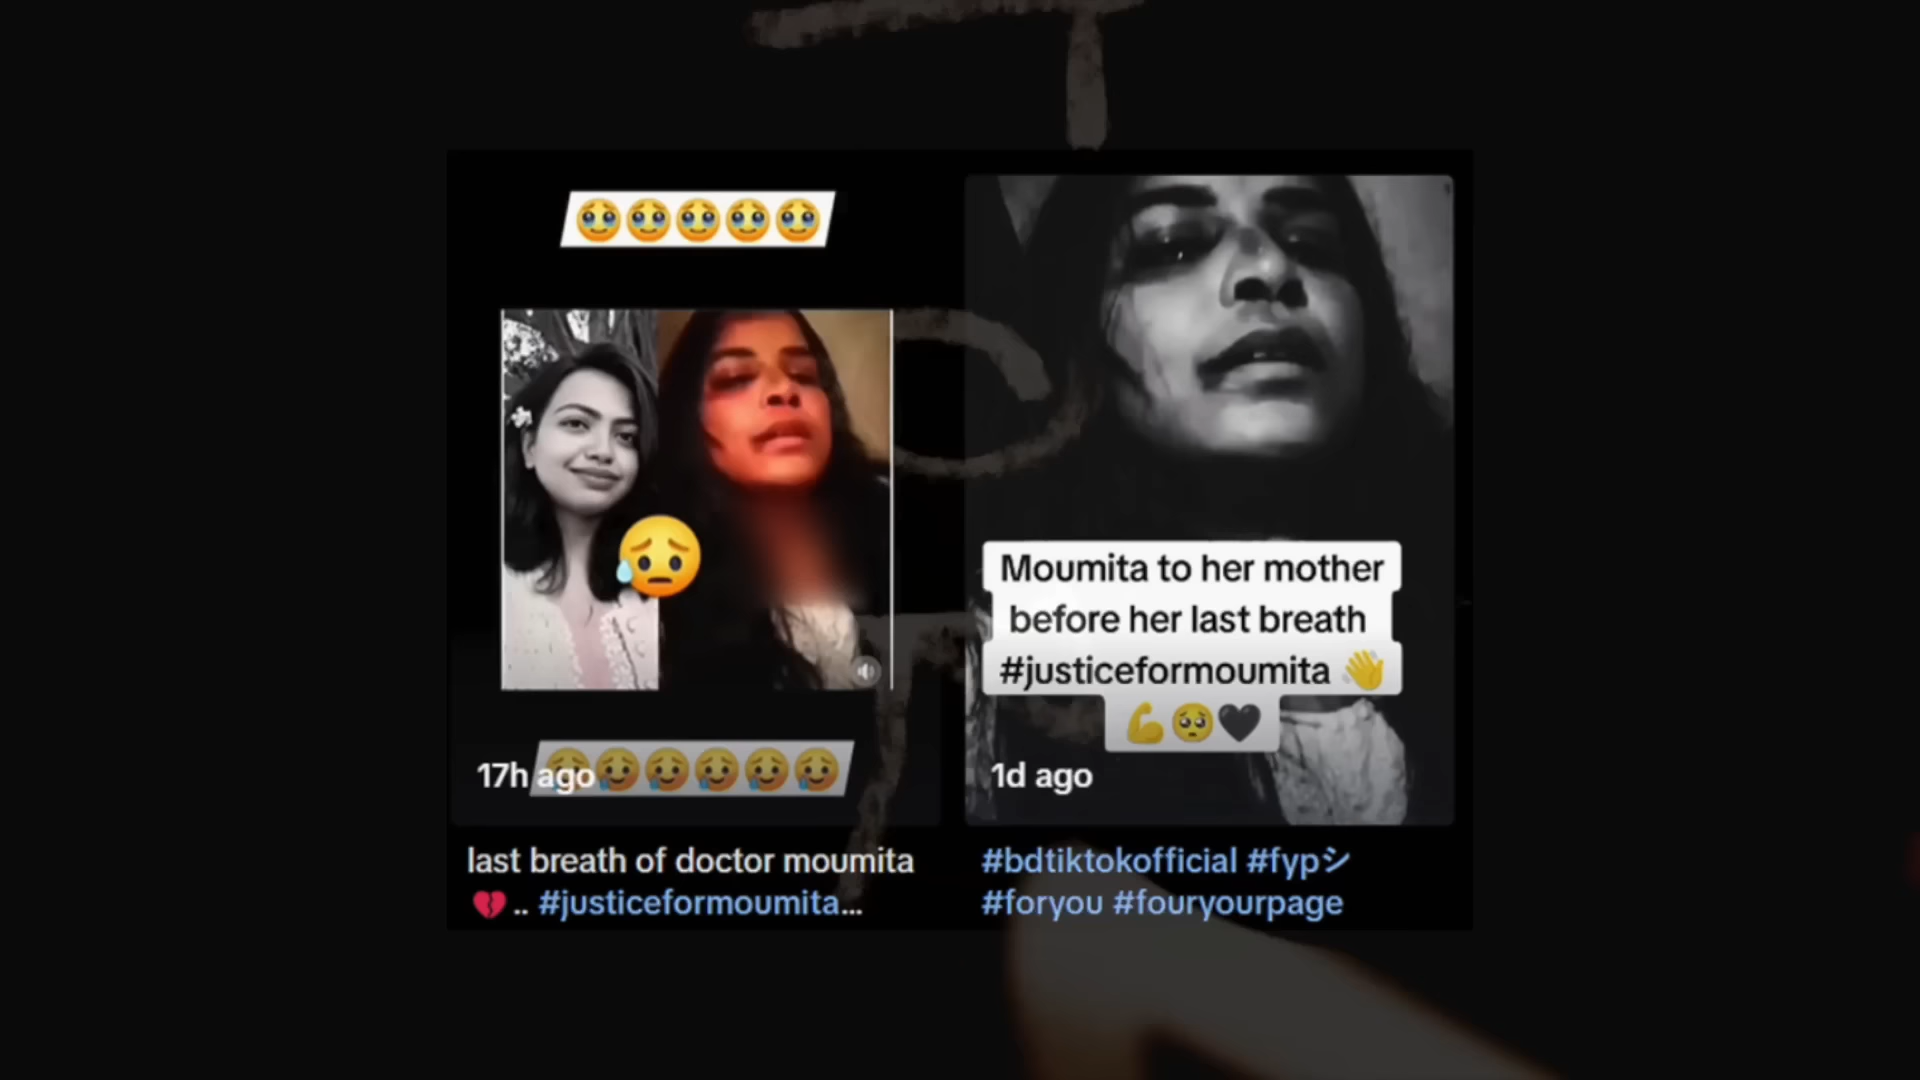 17h ago
last breath of doctor moumita
💔 .. #justiceformoumita...
Moumita to her mother
before her last breath
#justiceformoumita 👋
💪🥺🖤
1d ago
#bdtiktokofficial #fypシ
#foryou #fouryourpage